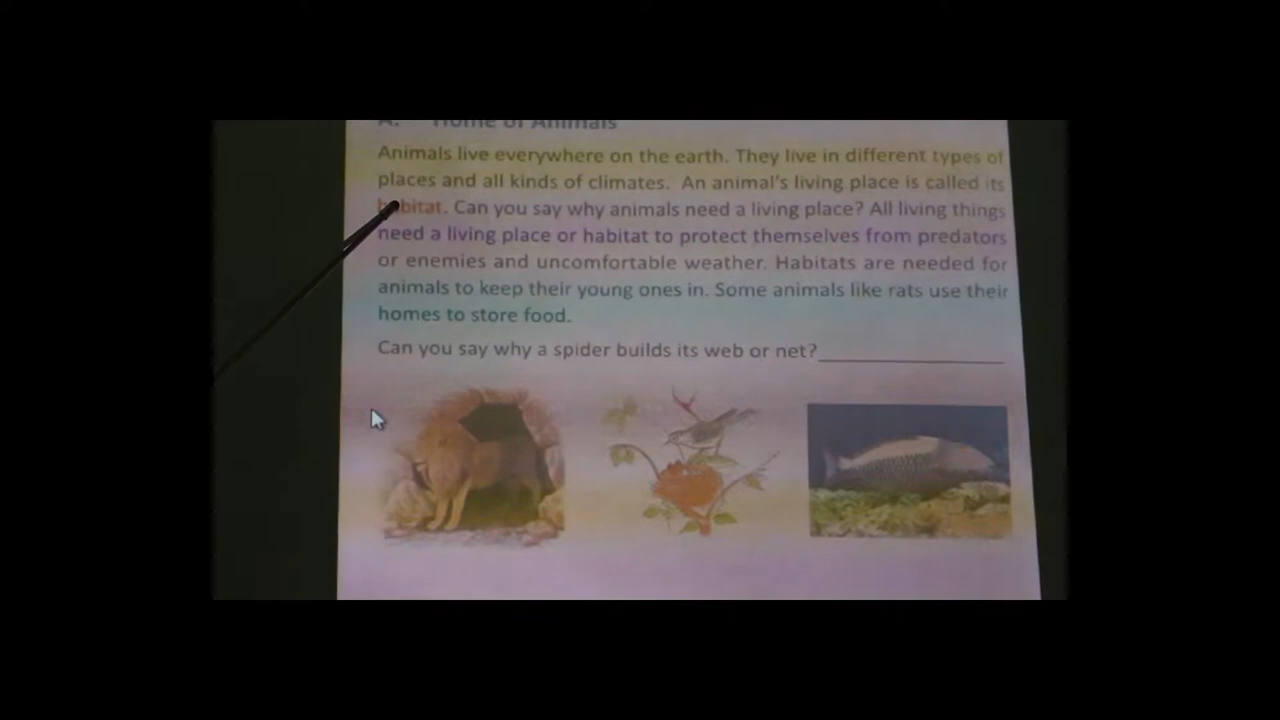 A. Home of Animals
Animals live everywhere on the earth. They live in different types of
places and all kinds of climates. An animal's living place is called its
habitat. Can you say why animals need a living place? All living things
need a living place or habitat to protect themselves from predators
or enemies and uncomfortable weather. Habitats are needed for
animals to keep their young ones in. Some animals like rats use their
homes to store food.
Can you say why a spider builds its web or net?